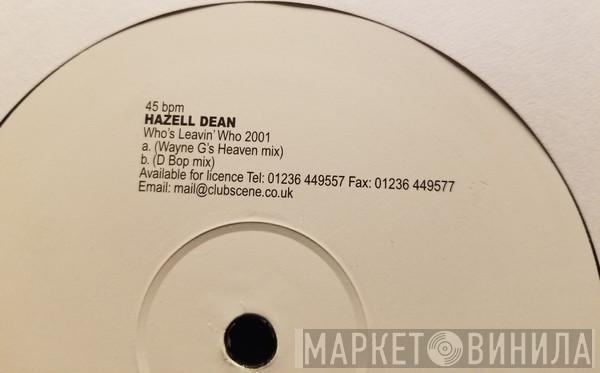 45 bpm
HAZELL DEAN
Who's Leavin' Who 2001
a. (Wayne G's Heaven mix)
b. (D Bop mix)
Available for licence Tel: 01236 449557 Fax: 01236 449577
Email: mail@clubscene.co.uk
МАРКЕТ ВИНИЛА